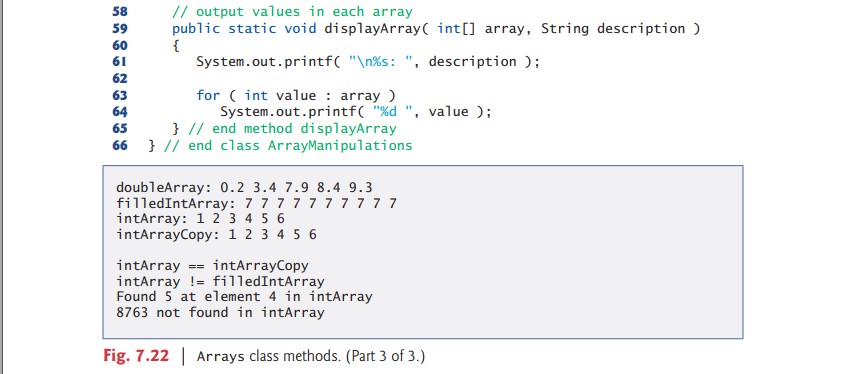 58 // output values in each array
59 public static void displayArray( int[] array, String description )
60 {
61 System.out.printf( "\n%s: ", description );
62
63 for ( int value : array )
64 System.out.printf( "%d ", value );
65 } // end method displayArray
66 } // end class ArrayManipulations
doubleArray: 0.2 3.4 7.9 8.4 9.3
filledIntArray: 7 7 7 7 7 7 7 7 7 7
intArray: 1 2 3 4 5 6
intArrayCopy: 1 2 3 4 5 6
intArray == intArrayCopy
intArray != filledIntArray
Found 5 at element 4 in intArray
8763 not found in intArray
Fig. 7.22 | Arrays class methods. (Part 3 of 3.)